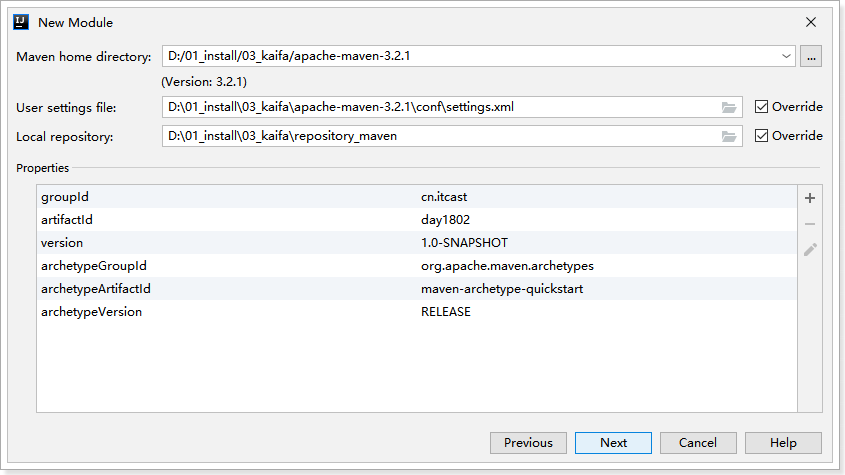 New Module
Maven home directory: D:/01_install/03_kaifa/apache-maven-3.2.1 ...
(Version: 3.2.1)
User settings file: D:\01_install\03_kaifa\apache-maven-3.2.1\conf\settings.xml Override
Local repository: D:\01_install\03_kaifa\repository_maven Override
Properties
groupId cn.itcast
artifactId day1802
version 1.0-SNAPSHOT
archetypeGroupId org.apache.maven.archetypes
archetypeArtifactId maven-archetype-quickstart
archetypeVersion RELEASE
Previous Next Cancel Help